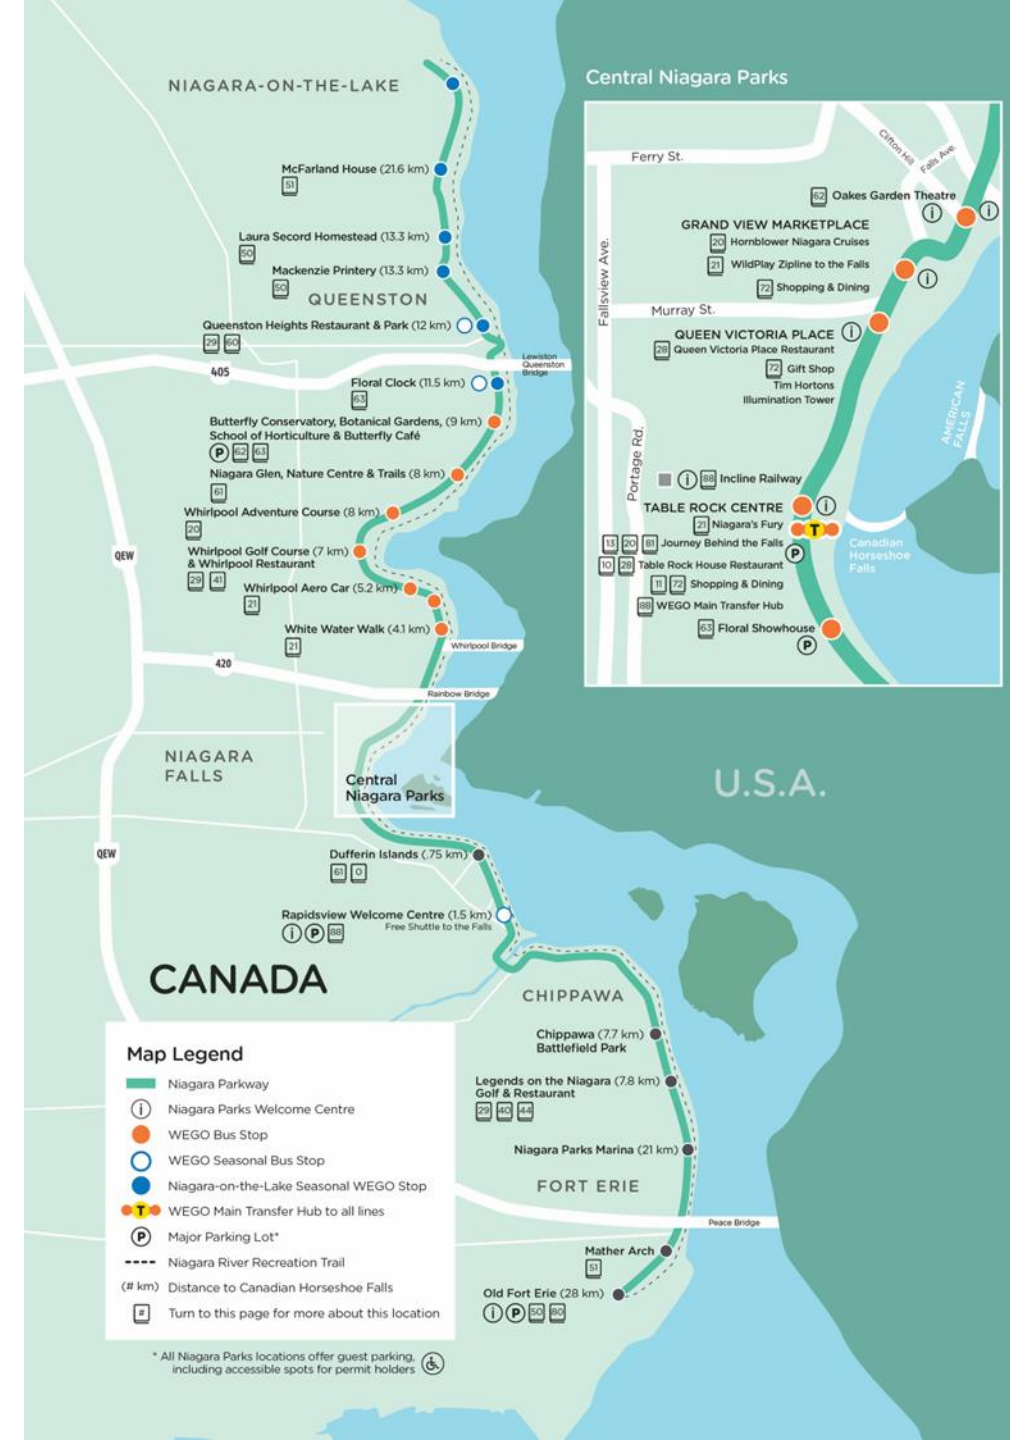 NIAGARA-ON-THE-LAKE
McFarland House (21.6 km)
51
Laura Secord Homestead (13.3 km)
50
Mackenzie Printery (13.3 km)
50
QUEENSTON
Queenston Heights Restaurant & Park (12 km)
29 60
405
Lewiston
Queenston
Bridge
Floral Clock (11.5 km)
63
Butterfly Conservatory, Botanical Gardens, (9 km)
School of Horticulture & Butterfly Café
P 62 63
Niagara Glen, Nature Centre & Trails (8 km)
61
Whirlpool Adventure Course (8 km)
20
QEW
Whirlpool Golf Course (7 km)
& Whirlpool Restaurant
29 41
Whirlpool Aero Car (5.2 km)
21
White Water Walk (4.1 km)
21
Whirlpool Bridge
420
Rainbow Bridge
NIAGARA
FALLS
Central
Niagara Parks
QEW
Dufferin Islands (.75 km)
61 0
Rapidsview Welcome Centre (1.5 km)
Free Shuttle to the Falls
i P 88
CANADA
U.S.A.
CHIPPAWA
Chippawa (7.7 km)
Battlefield Park
Legends on the Niagara (7.8 km)
Golf & Restaurant
29 40 44
Niagara Parks Marina (21 km)
FORT ERIE
Peace Bridge
Mather Arch
51
Old Fort Erie (28 km)
i P 50 80
Central Niagara Parks
Ferry St.
Clifton Hill
Falls Ave.
62 Oakes Garden Theatre
i i
GRAND VIEW MARKETPLACE
20 Hornblower Niagara Cruises
21 WildPlay Zipline to the Falls
i
72 Shopping & Dining
Fallsview Ave.
Murray St.
QUEEN VICTORIA PLACE i
28 Queen Victoria Place Restaurant
72 Gift Shop
Tim Hortons
Illumination Tower
AMERICAN
FALLS
Portage Rd.
i 88 Incline Railway
TABLE ROCK CENTRE i
21 Niagara's Fury
T
13 20 81 Journey Behind the Falls
P
10 28 Table Rock House Restaurant
11 72 Shopping & Dining
88 WEGO Main Transfer Hub
63 Floral Showhouse
P
Canadian
Horseshoe
Falls
Map Legend
Niagara Parkway
i Niagara Parks Welcome Centre
WEGO Bus Stop
WEGO Seasonal Bus Stop
Niagara-on-the-Lake Seasonal WEGO Stop
T WEGO Main Transfer Hub to all lines
P Major Parking Lot*
Niagara River Recreation Trail
(# km) Distance to Canadian Horseshoe Falls
# Turn to this page for more about this location
* All Niagara Parks locations offer guest parking,
including accessible spots for permit holders